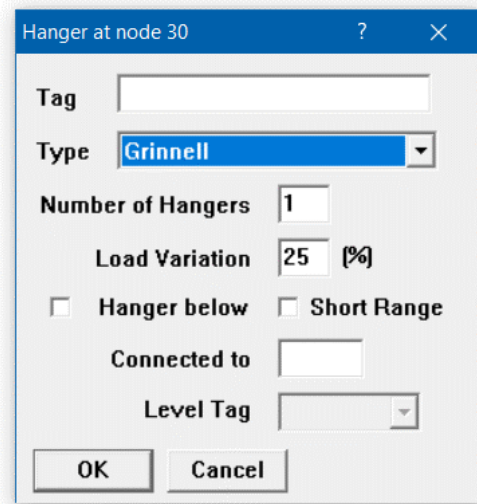 Hanger at node 30 ? ×
Tag
Type Grinnell
Number of Hangers 1
Load Variation 25 (%)
Hanger below Short Range
Connected to
Level Tag
OK Cancel